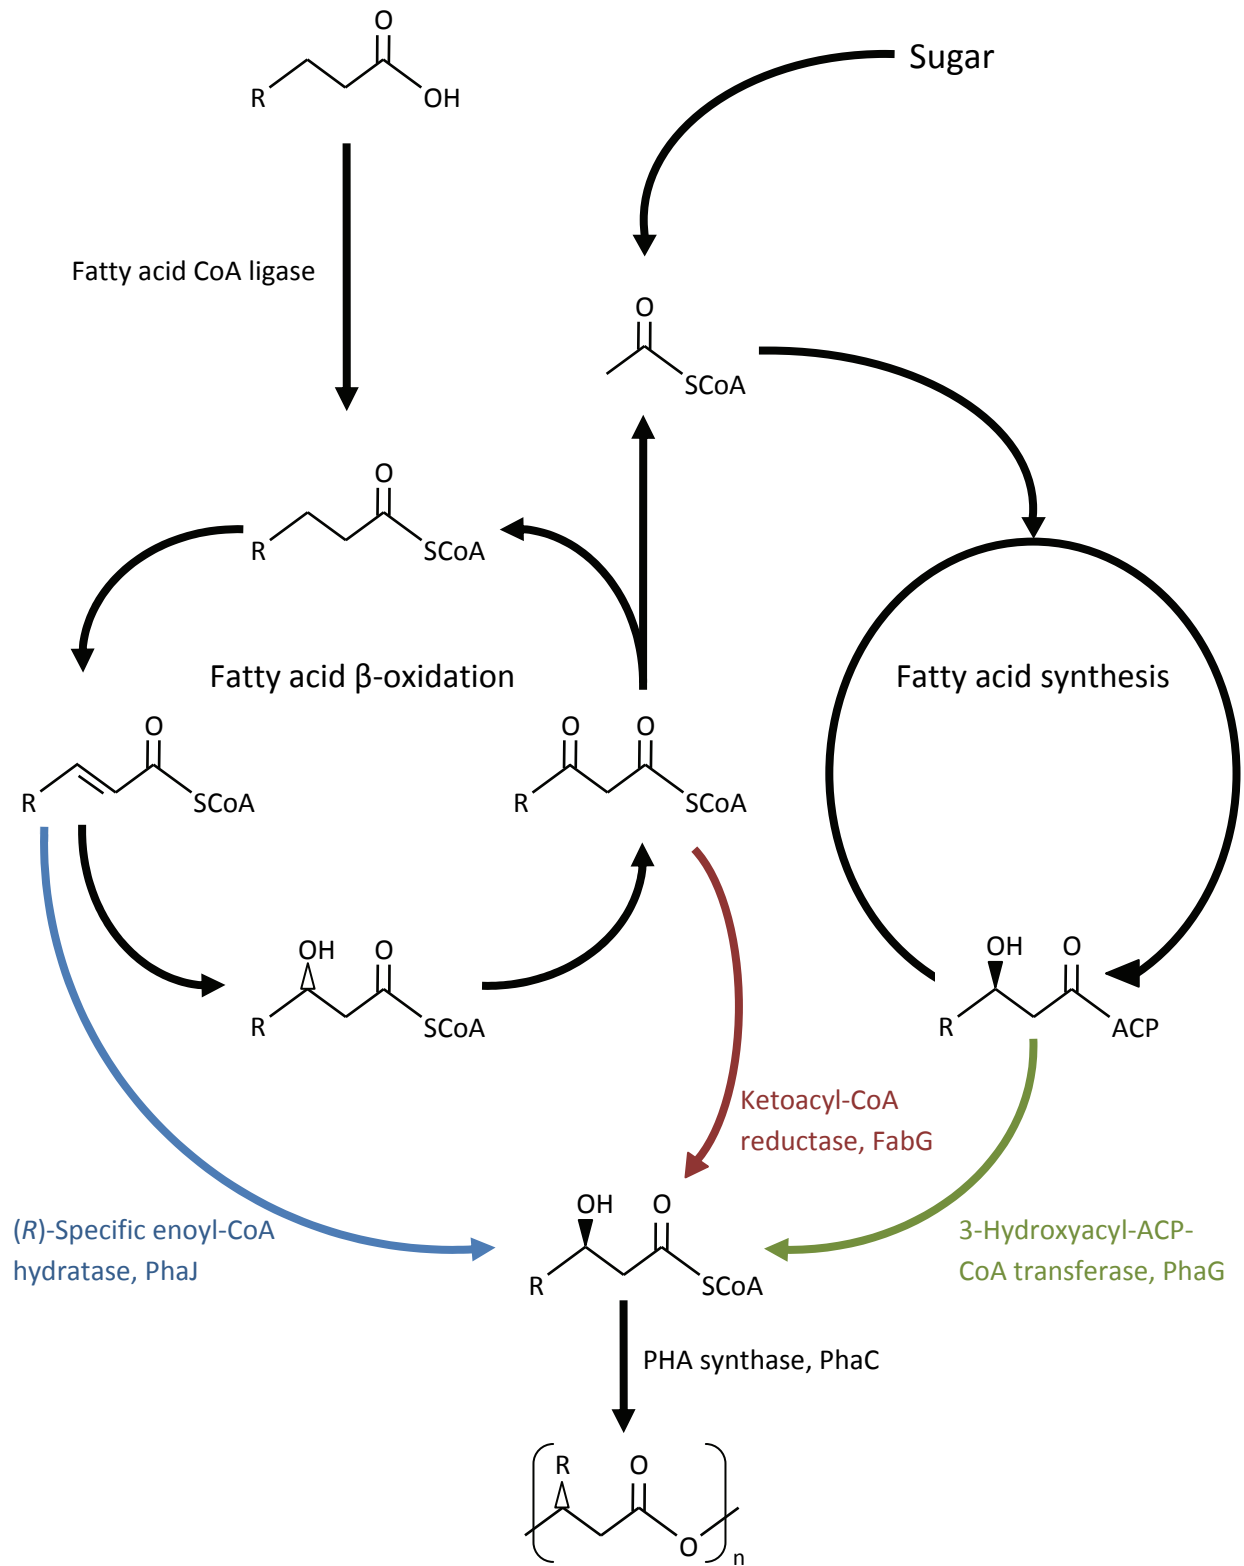 O
Sugar
R
OH
Fatty acid CoA ligase
O
SCoA
O
R
SCoA
Fatty acid β-oxidation
Fatty acid synthesis
O
O
O
R
SCoA
R
SCoA
OH
O
OH
O
R
SCoA
R
ACP
Ketoacyl-CoA
reductase, FabG
OH
O
(R)-Specific enoyl-CoA
hydratase, PhaJ
3-Hydroxyacyl-ACP-
CoA transferase, PhaG
R
SCoA
PHA synthase, PhaC
R
O
O
n